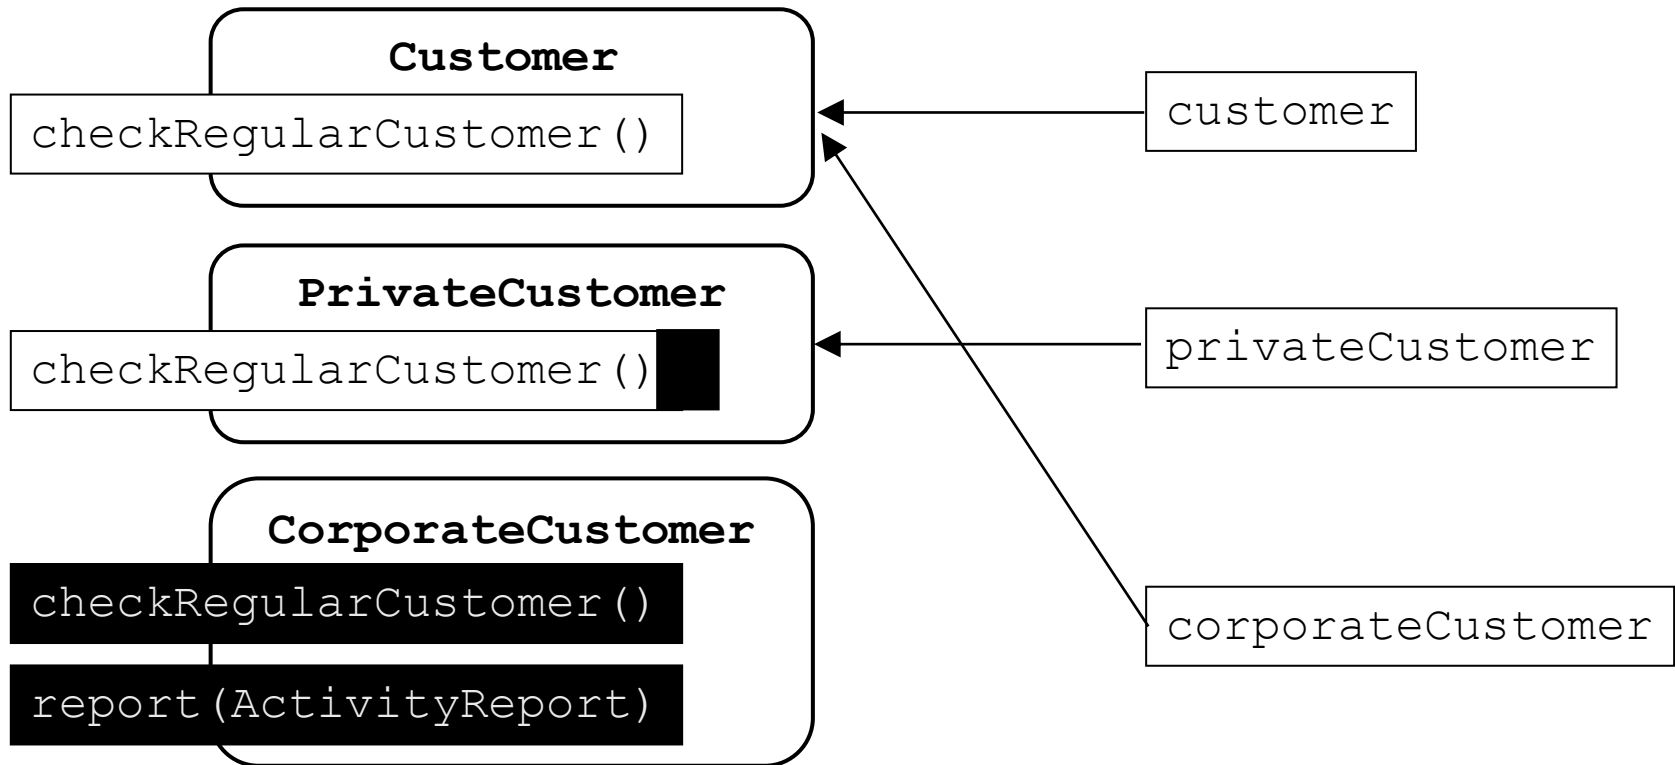 Customer
checkRegularCustomer()
customer
PrivateCustomer
checkRegularCustomer()
privateCustomer
CorporateCustomer
checkRegularCustomer()
report(ActivityReport)
corporateCustomer